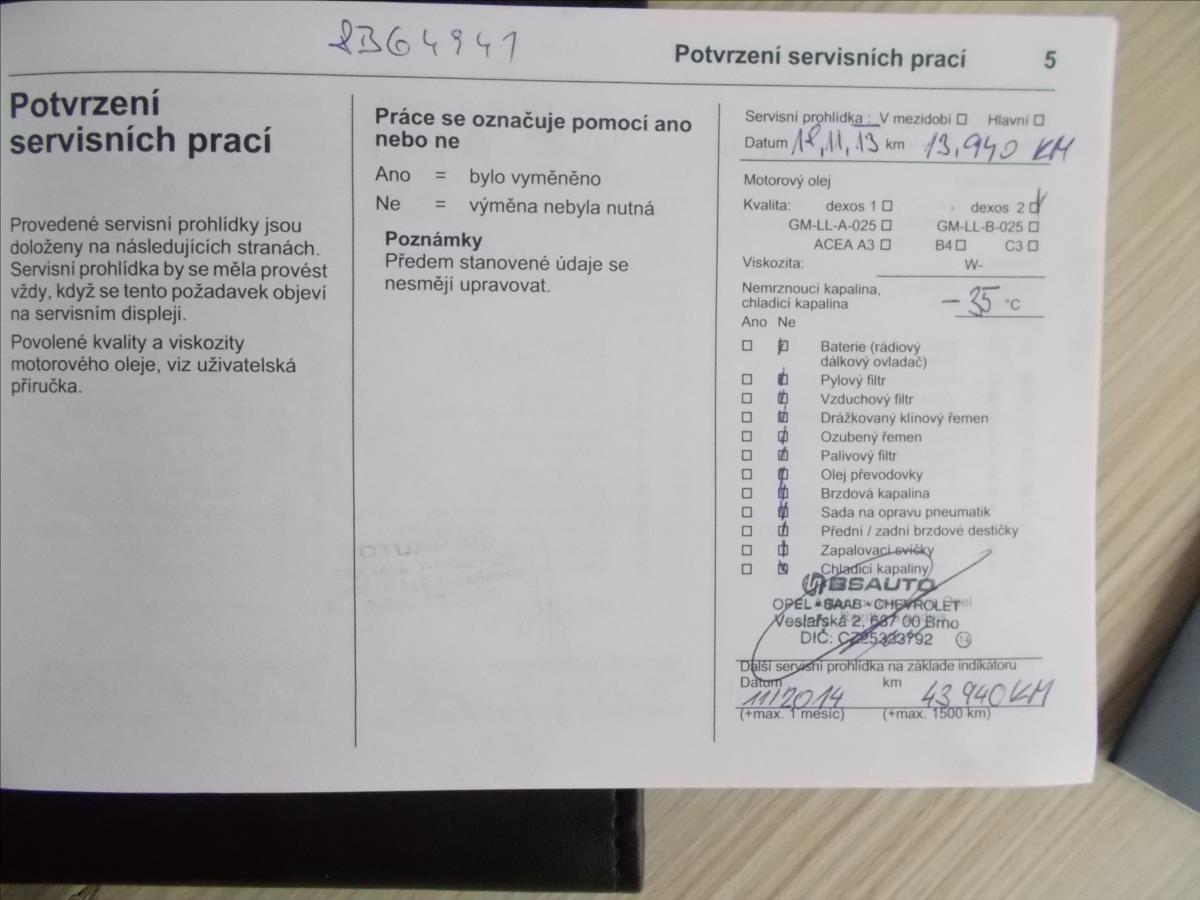 8B6 4941
Potvrzení servisních prací 5
Potvrzení
servisních prací
Provedené servisní prohlídky jsou
doloženy na následujících stranách.
Servisní prohlídka by se měla provést
vždy, když se tento požadavek objeví
na servisním displeji.
Povolené kvality a viskozity
motorového oleje, viz uživatelská
příručka.
Práce se označuje pomocí ano
nebo ne
Ano = bylo vyměněno
Ne = výměna nebyla nutná
Poznámky
Předem stanovené údaje se
nesmějí upravovat.
Servisní prohlídka : V mezidobí ☐ Hlavní ☐
Datum 18,11,13 km 13,940 KM
Motorový olej
Kvalita: dexos 1 ☐ dexos 2 ☑
GM-LL-A-025 ☐ GM-LL-B-025 ☐
ACEA A3 ☐ B4 ☐ C3 ☐
Viskozita: W-
Nemrznoucí kapalina,
chladicí kapalina -35 °C
Ano Ne
Baterie (rádiový
dálkový ovladač)
Pylový filtr
Vzduchový filtr
Drážkovaný klínový řemen
Ozubený řemen
Palivový filtr
Olej převodovky
Brzdová kapalina
Sada na opravu pneumatik
Přední / zadní brzdové destičky
Zapalovací svíčky
Chladicí kapaliny
BSAUTO
OPEL • SAAB • CHEVROLET
Veslařská 2, 637 00 Brno
DIČ: CZ25323792 14
Další servisní prohlídka na základe indikátoru
Datum km
11/2014 43 940 KM
(+max. 1 měsíc) (+max. 1500 km)